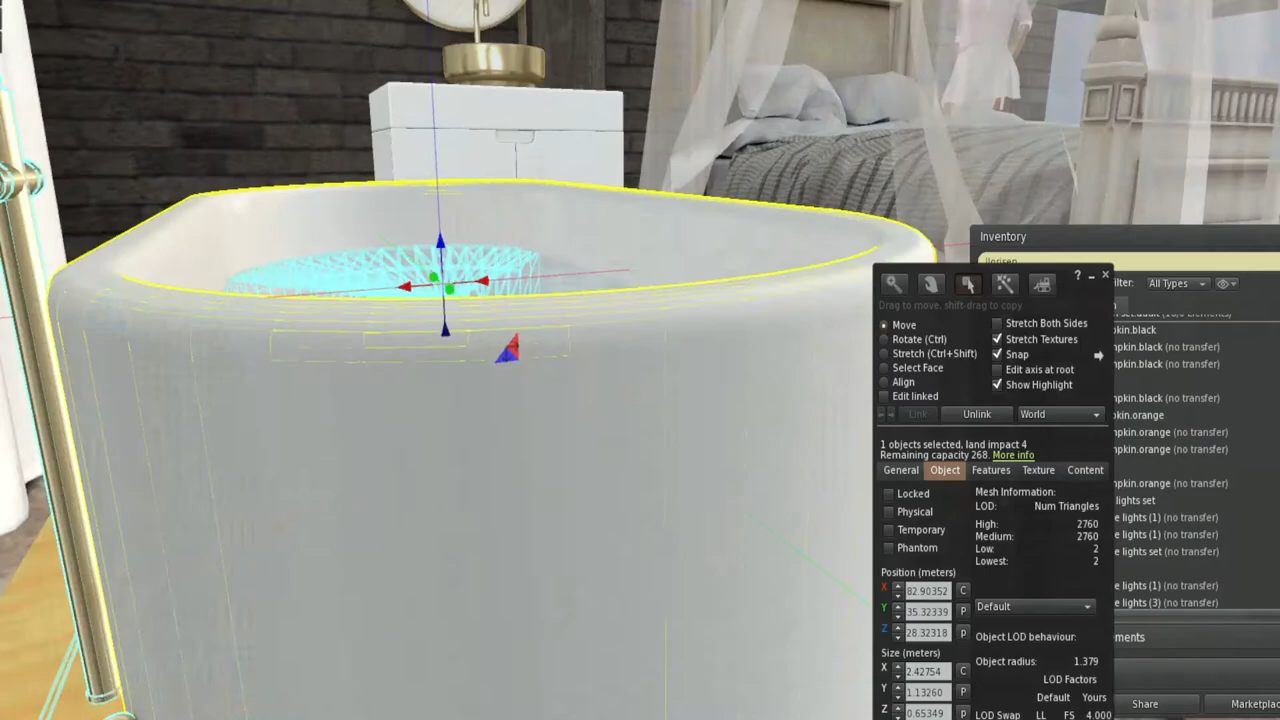 Inventory
? _ ×
Filter:
All Types
Drag to move, shift-drag to copy
Move
Rotate (Ctrl)
Stretch (Ctrl+Shift)
Select Face
Align
Edit linked
Stretch Both Sides
Stretch Textures
Snap
Edit axis at root
Show Highlight
Link
Unlink
World
1 objects selected, land impact 4
Remaining capacity 268. More info
General
Object
Features
Texture
Content
Locked
Physical
Temporary
Phantom
Mesh Information:
LOD: Num Triangles
High: 2760
Medium: 2760
Low: 2
Lowest: 2
Position (meters)
X 82.90352 C
Y 35.32339 P
Z 28.32318 p
Default
Object LOD behaviour:
Object radius: 1.379
LOD Factors
Default Yours
LOD Swap LL FS 4.000
Size (meters)
X 2.42754 C
Y 1.13260 P
Z 0.65349 p
pkin.black
pkin.black (no transfer)
pkin.black (no transfer)
pkin.black (no transfer)
kin.orange
pkin.orange (no transfer)
pkin.orange (no transfer)
pkin.orange (no transfer)
lights set
e lights (1) (no transfer)
e lights (1) (no transfer)
e lights set (no transfer)
e lights (1) (no transfer)
e lights (3) (no transfer)
ements
Share
Marketplac